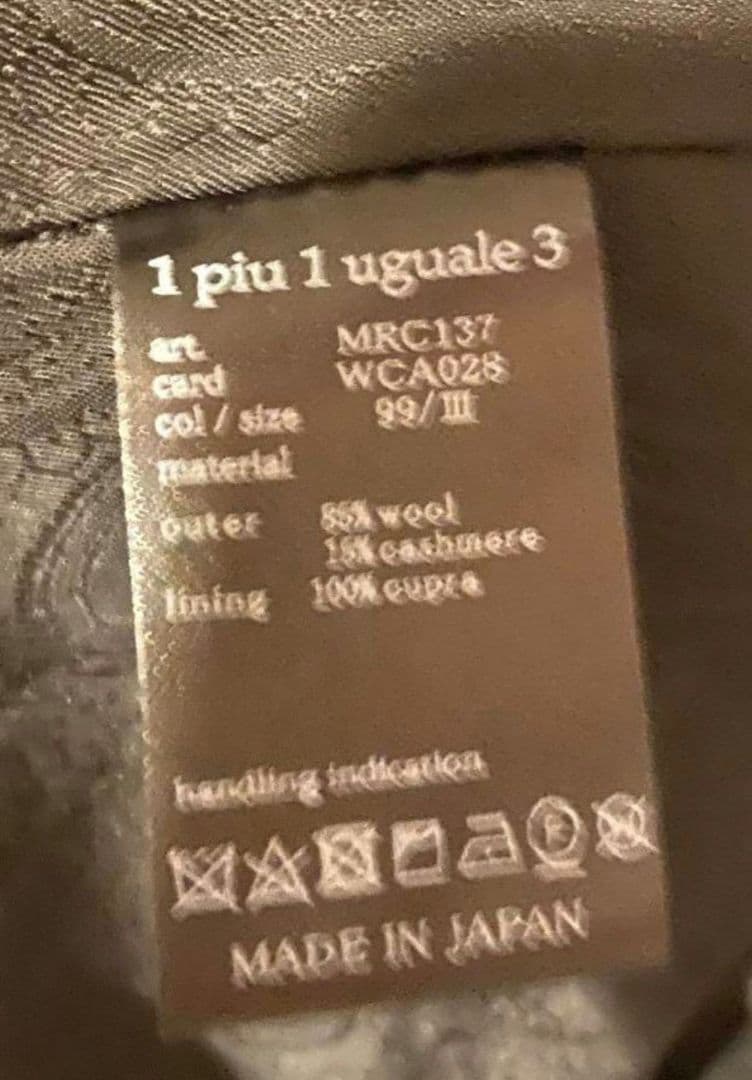 1 piu 1 uguale 3
art. MRC137
card WCA028
col / size 99/III
material
outer 85% wool
15% cashmere
lining 100% cupra
handling indication
MADE IN JAPAN